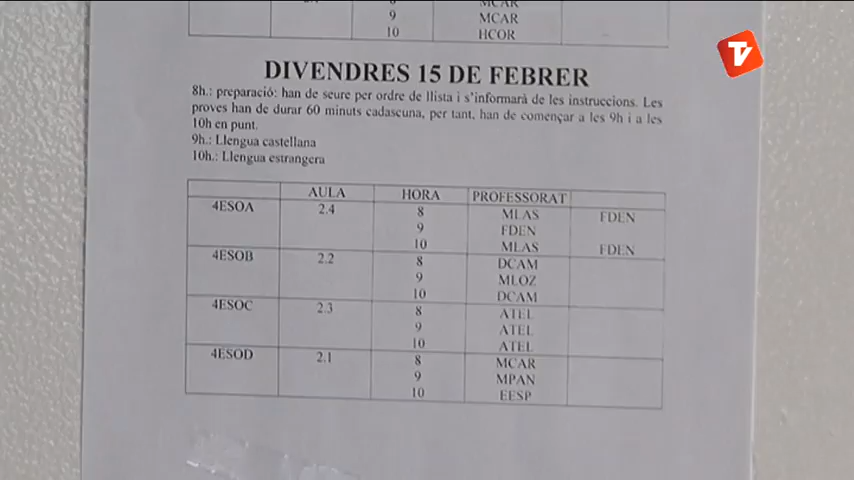 9 MCAR
10 HCOR
TV
DIVENDRES 15 DE FEBRER
8h.: preparació: han de seure per ordre de llista i s'informarà de les instruccions. Les
proves han de durar 60 minuts cadascuna, per tant, han de començar a les 9h i a les
10h en punt.
9h.: Llengua castellana
10h.: Llengua estrangera
AULA HORA PROFESSORAT
4ESOA 2.4 8 MLAS FDEN
9 FDEN
10 MLAS FDEN
4ESOB 2.2 8 DCAM
9 MLOZ
10 DCAM
4ESOC 2.3 8 ATEL
9 ATEL
10 ATEL
4ESOD 2.1 8 MCAR
9 MPAN
10 EESP